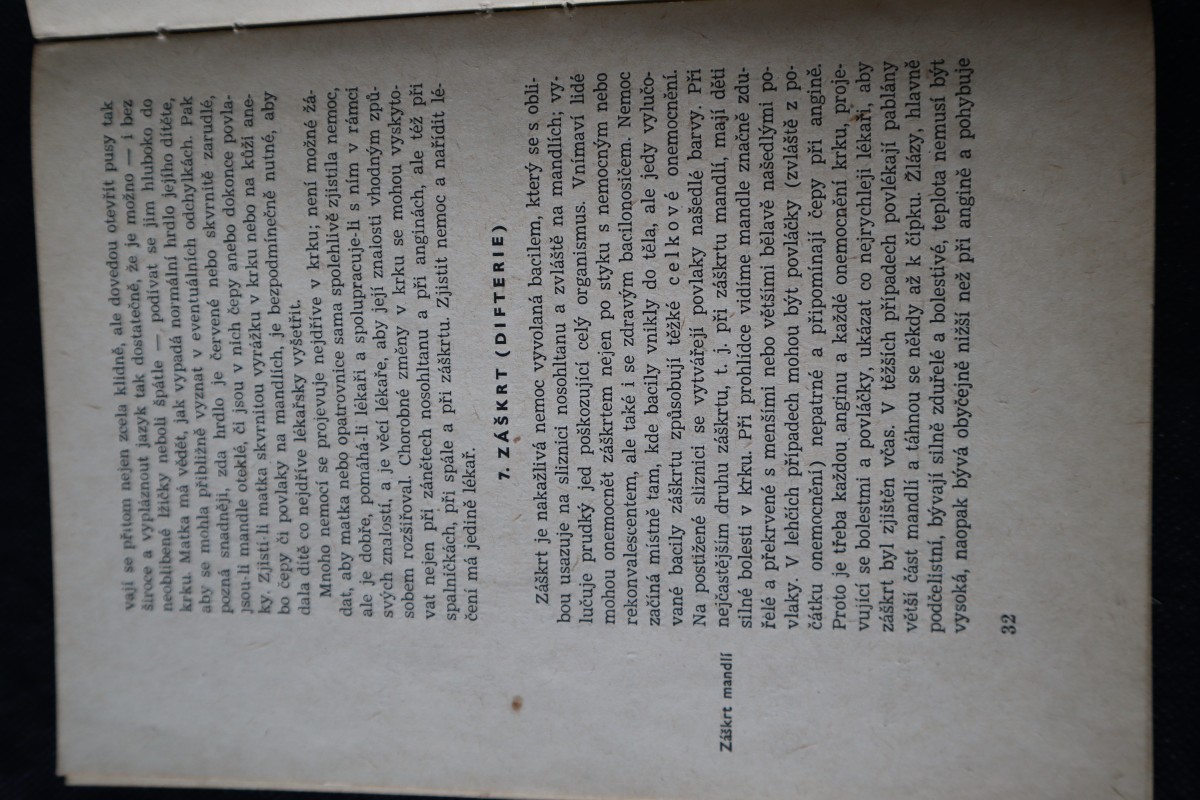 vají se přitom nejen zcela klidně, ale dovedou otevřít pusy tak
široce a vypláznout jazyk tak dostatečně, že je možno — i bez
neoblíbené lžičky neboli špátle — podívat se jim hluboko do
krku. Matka má vědět, jak vypadá normální hrdlo jejího dítěte,
aby se mohla přibližně vyznat v eventuálních odchylkách. Pak
pozná snadněji, zda hrdlo je červené nebo skvrnitě zarudlé,
jsou-li mandle oteklé, či jsou v nich čepy anebo dokonce povla-
ky. Zjistí-li matka skvrnitou vyrážku v krku nebo na kůži ane-
bo čepy či povlaky na mandlích, je bezpodmínečně nutné, aby
dala dítě co nejdříve lékařsky vyšetřit.
Mnoho nemocí se projevuje nejdříve v krku; není možné žá-
dat, aby matka nebo opatrovnice sama spolehlivě zjistila nemoc,
ale je dobře, pomáhá-li lékaři a spolupracuje-li s ním v rámci
svých znalostí, a je věcí lékaře, aby její znalosti vhodným způ-
sobem rozšiřoval. Chorobné změny v krku se mohou vyskyto-
vat nejen při zánětech nosohltanu a při anginách, ale též při
spalničkách, při spále a při záškrtu. Zjistit nemoc a nařídit lé-
čení má jedině lékař.
7. ZÁŠKRT (DIFTERIE)
Záškrt je nakažlivá nemoc vyvolaná bacilem, který se s obli-
bou usazuje na sliznici nosohltanu a zvláště na mandlích; vy-
lučuje prudký jed poškozující celý organismus. Vnímaví lidé
mohou onemocnět záškrtem nejen po styku s nemocným nebo
rekonvalescentem, ale také i se zdravým bacilonosičem. Nemoc
začíná místně tam, kde bacily vnikly do těla, ale jedy vylučo-
vané bacily záškrtu způsobují těžké celkové onemocnění.
Na postižené sliznici se vytvářejí povlaky našedlé barvy. Při
nejčastějším druhu záškrtu, t. j. při záškrtu mandlí, mají děti
Záškrt mandlí
silné bolesti v krku. Při prohlídce vidíme mandle značně zdu-
řelé a překrvené s menšími nebo většími bělavě našedlými po-
vlaky. V lehčích případech mohou být povláčky (zvláště z po-
čátku onemocnění) nepatrné a připomínají čepy při angině.
Proto je třeba každou anginu a každé onemocnění krku, proje-
vující se bolestmi a povláčky, ukázat co nejrychleji lékaři, aby
záškrt byl zjištěn včas. V těžších případech povlékají pablány
větší část mandlí a táhnou se někdy až k čípku. Žlázy, hlavně
podčelistní, bývají silně zduřelé a bolestivé, teplota nemusí být
vysoká, naopak bývá obyčejně nižší než při angině a pohybuje
32